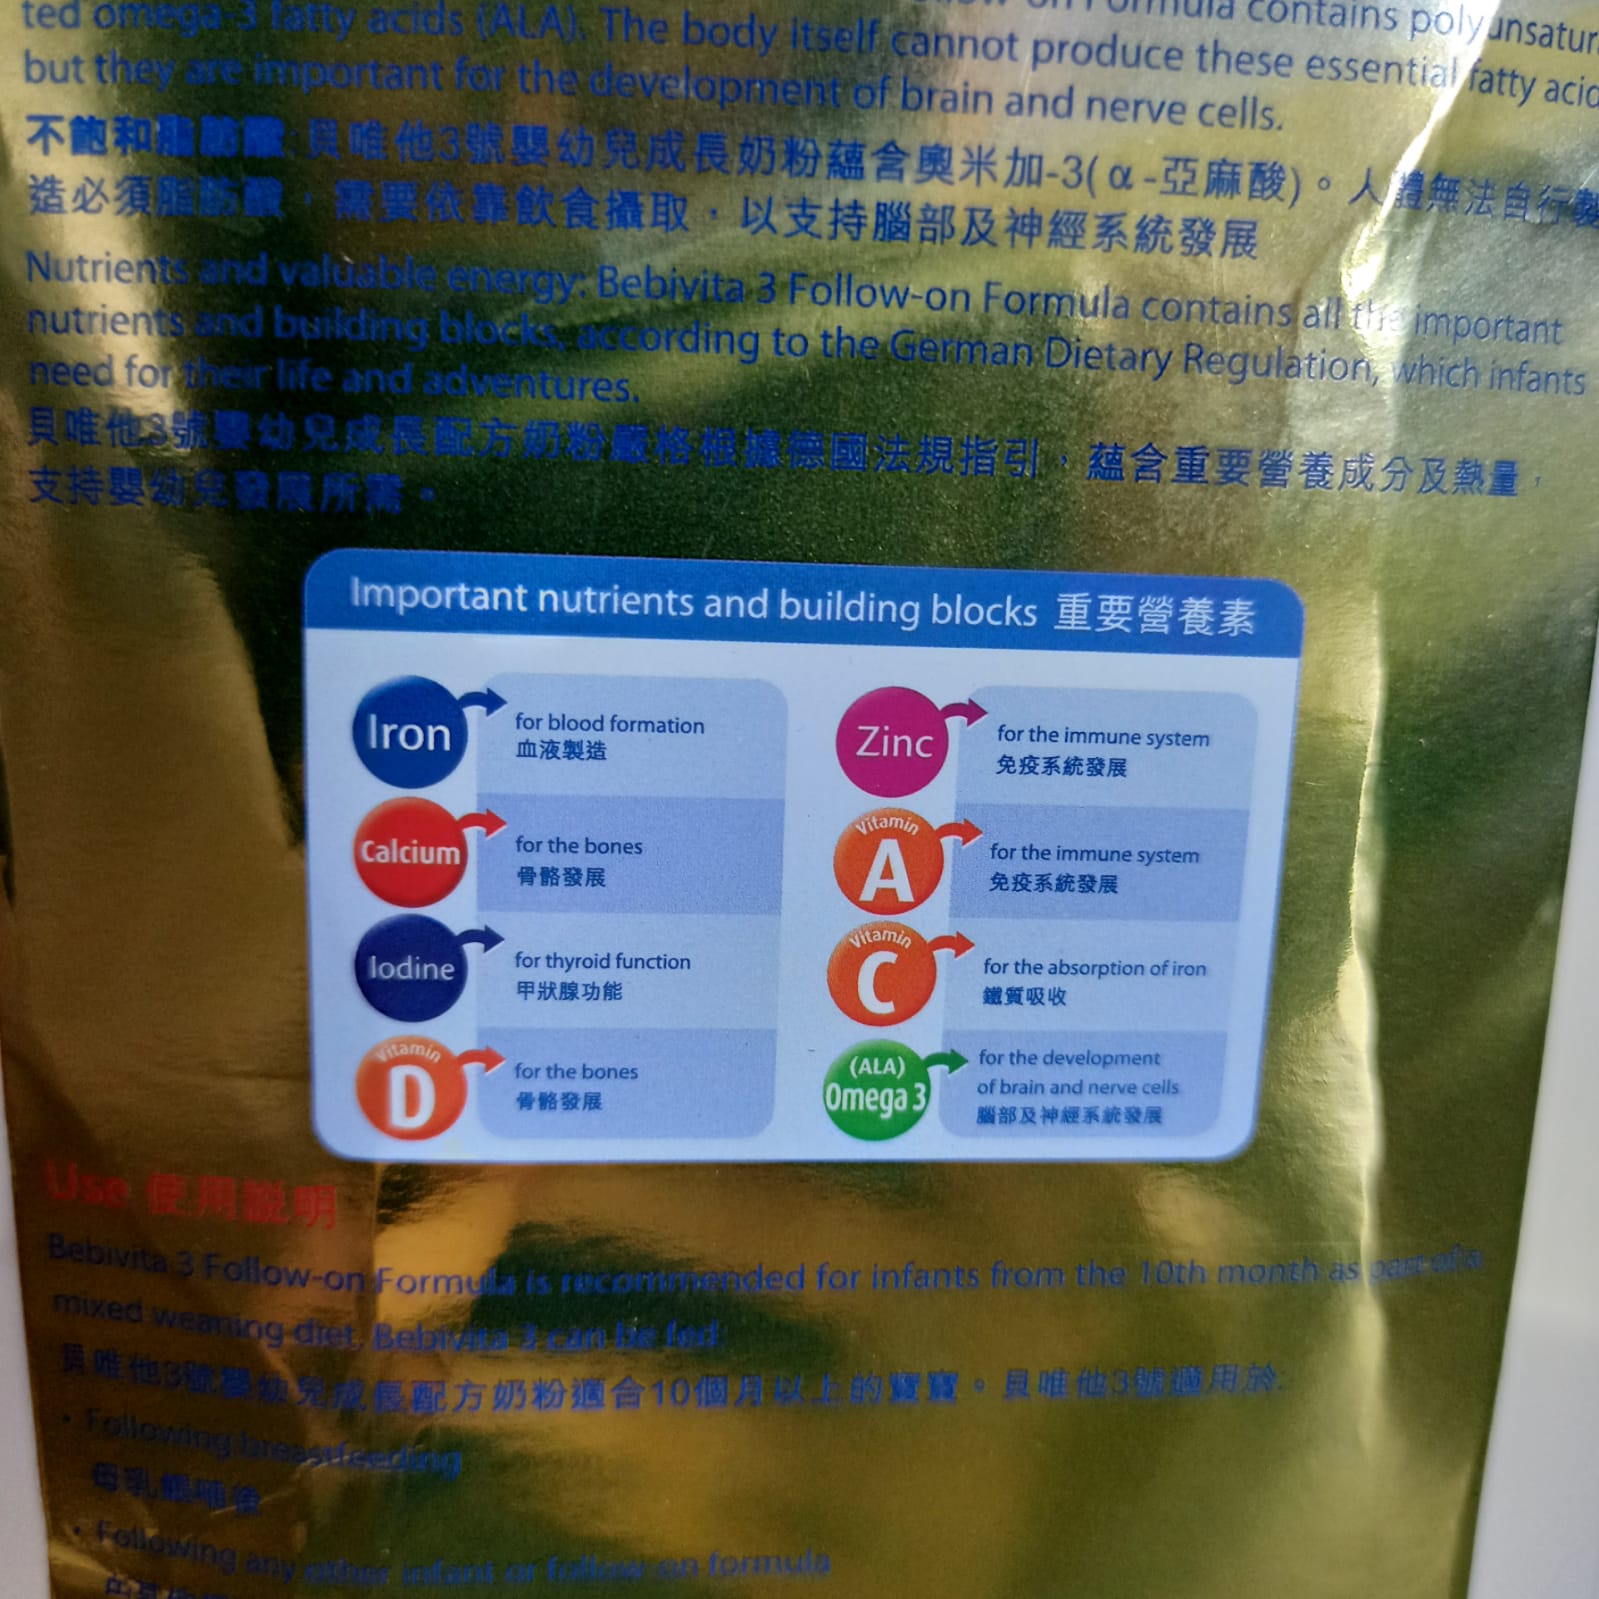 Formula contains polyunsatur
ted omega-3 fatty acids (ALA). The body itself cannot produce these essential fatty acid
but they are important for the development of brain and nerve cells.
不飽和脂肪酸: 貝唯他3號嬰幼兒成長奶粉蘊含奧米加-3(α-亞麻酸)。人體無法自行製
造必須脂肪酸，需要依靠飲食攝取，以支持腦部及神經系統發展
Nutrients and valuable energy: Bebivita 3 Follow-on Formula contains all the important
nutrients and building blocks, according to the German Dietary Regulation, which infants
need for their life and adventures.
貝唯他3號嬰幼兒成長配方奶粉嚴格根據德國法規指引，蘊含重要營養成分及熱量，
支持嬰幼兒發展所需。
Important nutrients and building blocks 重要營養素
Iron
for blood formation
血液製造
Calcium
for the bones
骨骼發展
Iodine
for thyroid function
甲狀腺功能
Vitamin
D
for the bones
骨骼發展
Zinc
for the immune system
免疫系統發展
Vitamin
A
for the immune system
免疫系統發展
Vitamin
C
for the absorption of iron
鐵質吸收
(ALA)
Omega 3
for the development
of brain and nerve cells
腦部及神經系統發展
Use 使用說明
Bebivita 3 Follow-on Formula is recommended for infants from the 10th month as part of a
mixed weaning diet. Bebivita 3 can be fed:
貝唯他3號嬰幼兒成長配方奶粉適合10個月以上的寶寶。貝唯他3號適用於:
• Following breastfeeding
母乳餵哺後
• Following any other infant or follow-on formula